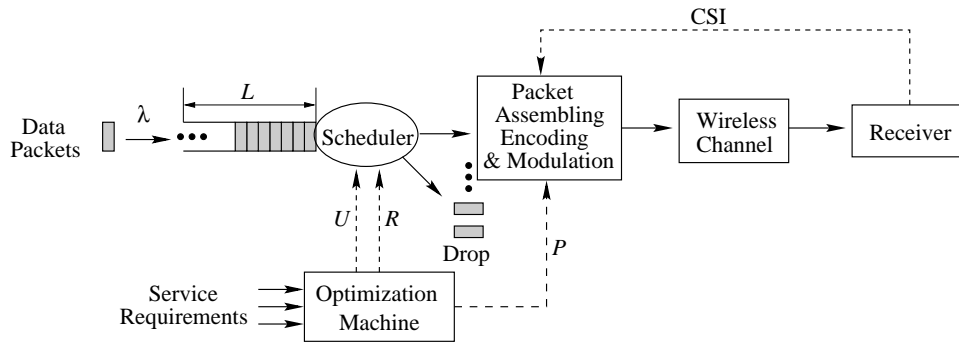 CSI
L
λ
Data
Packets
Scheduler
Packet
Assembling
Encoding
& Modulation
Wireless
Channel
Receiver
U
R
Drop
P
Service
Requirements
Optimization
Machine